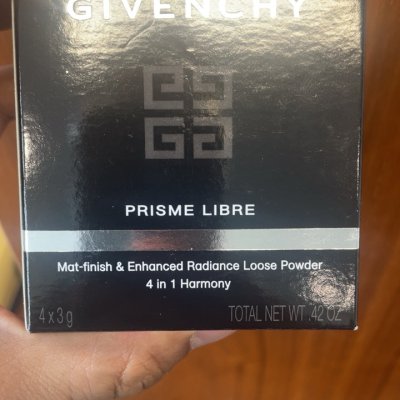 GIVENCHY
PRISME LIBRE
Mat-finish & Enhanced Radiance Loose Powder
4 in 1 Harmony
4 x 3 g TOTAL NET WT .42 OZ